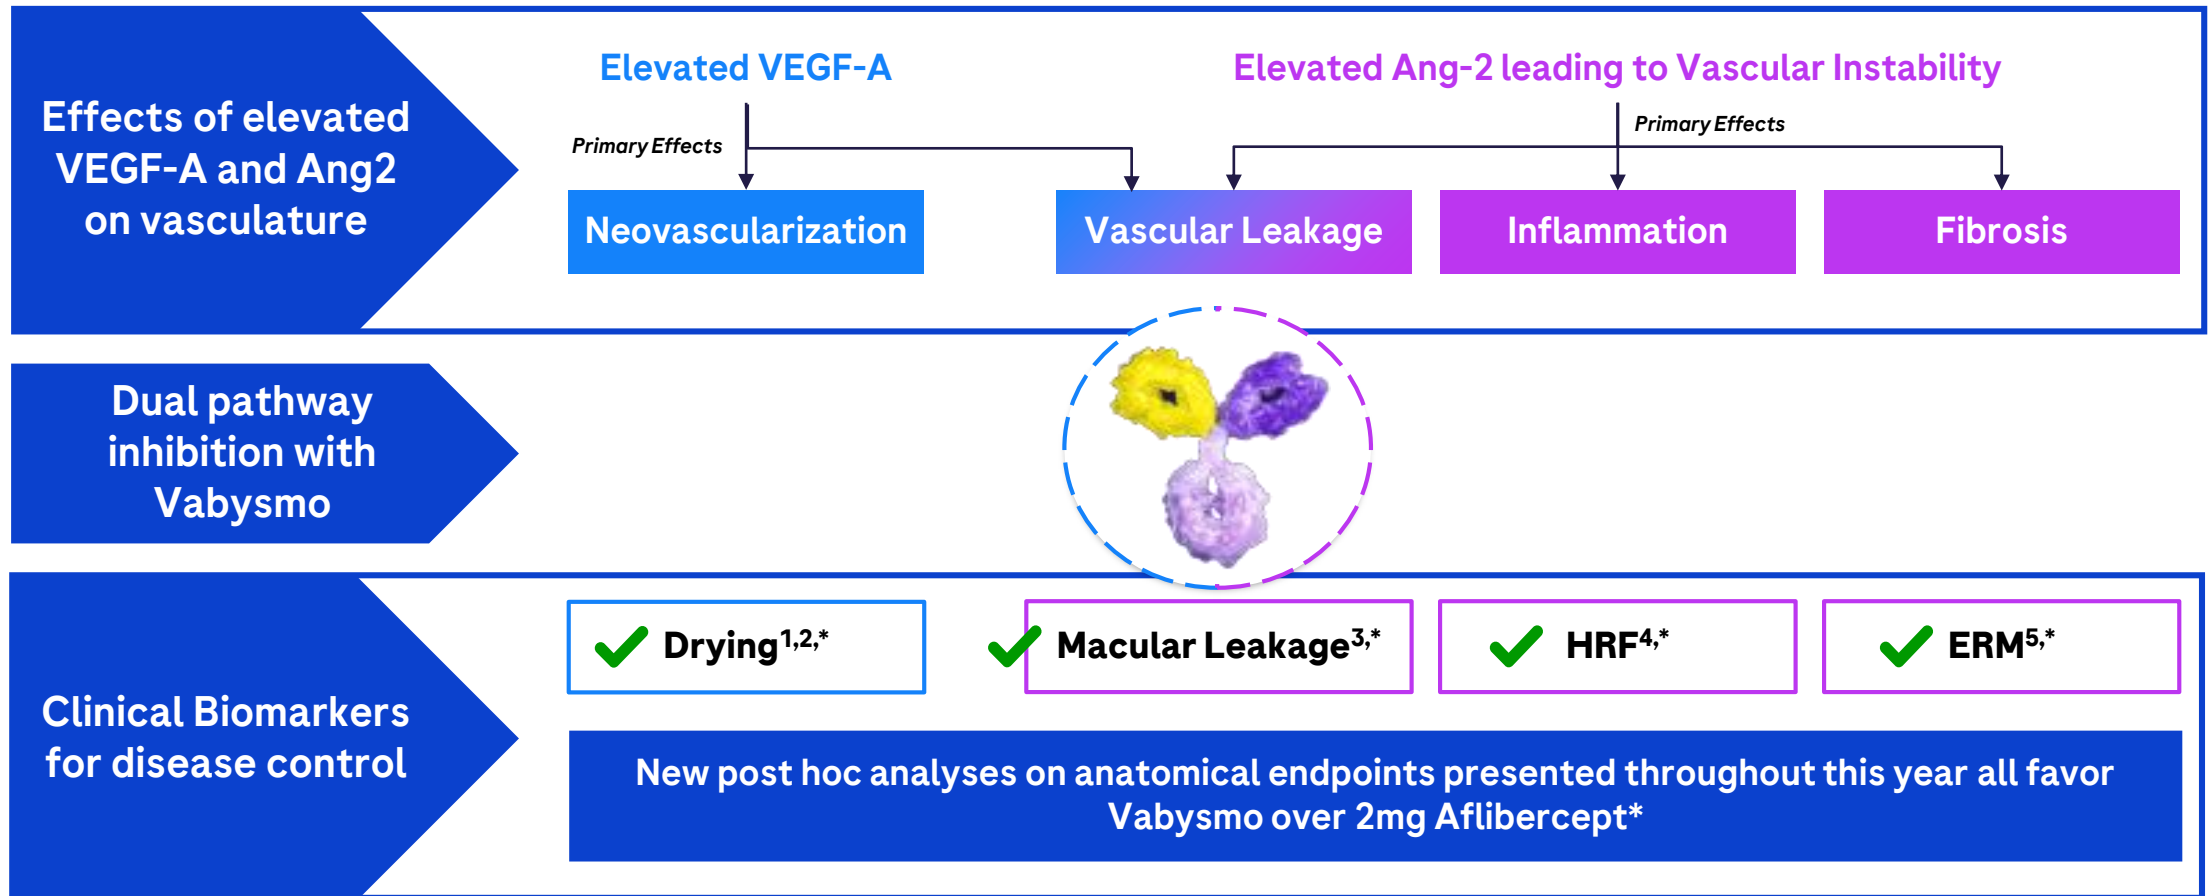 Effects of elevated
VEGF-A and Ang2
on vasculature
Elevated VEGF-A
Elevated Ang-2 leading to Vascular Instability
Primary Effects
Primary Effects
Neovascularization
Vascular Leakage
Inflammation
Fibrosis
Dual pathway
inhibition with
Vabysmo
Clinical Biomarkers
for disease control
Drying1,2,*
Macular Leakage3,*
HRF4,*
ERM5,*
New post hoc analyses on anatomical endpoints presented throughout this year all favor
Vabysmo over 2mg Aflibercept*